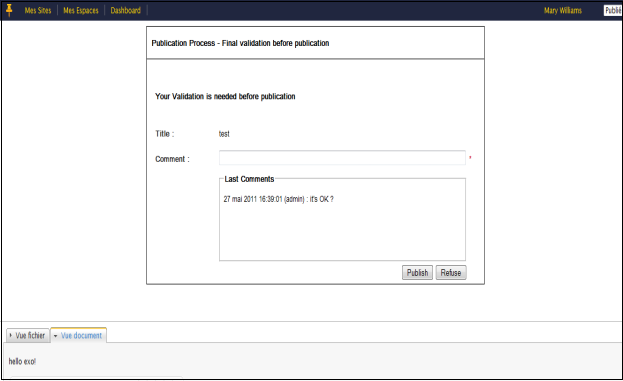 Mes Sites Mes Espaces Dashboard Mary Williams Publié
Publication Process - Final validation before publication
Your Validation is needed before publication
Title : test
Comment : *
Last Comments
27 mai 2011 16:39:01 (admin) : it's OK ?
Publish Refuse
Vue fichier Vue document
hello exo!